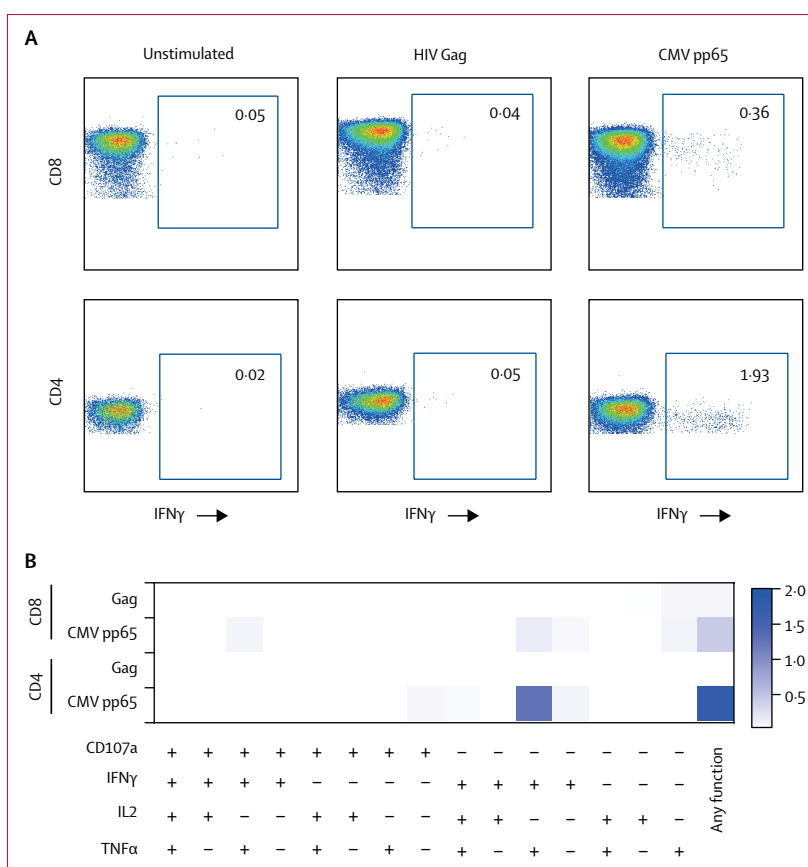 A
Unstimulated HIV Gag CMV pp65
CD8
0·05 0·04 0·36
CD4
0·02 0·05 1·93
IFNγ IFNγ IFNγ
B
CD8
Gag
CMV pp65
CD4
Gag
CMV pp65
2·0
1·5
1·0
0·5
CD107a + + + + + + + + – – – – – – –
IFNγ + + + + – – – – + + + + – – –
IL2 + + – – + + – – + + – – + + –
TNFα + – + – + – + – + – + – + – +
Any function